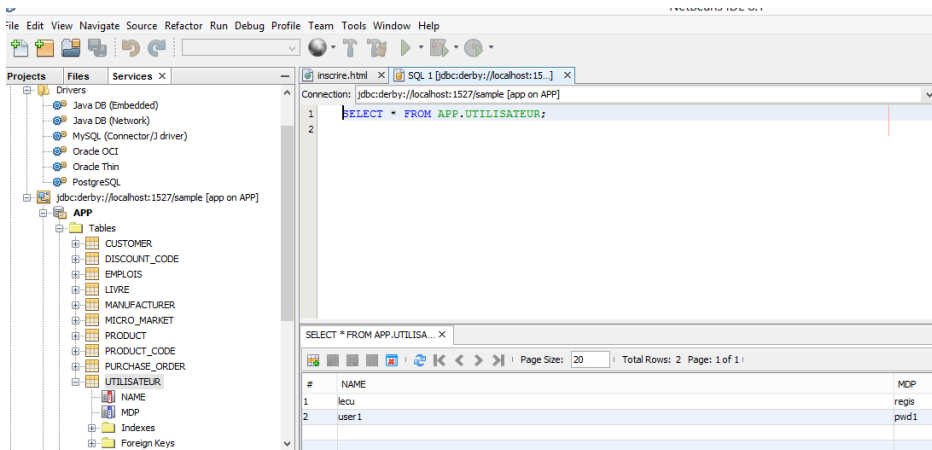 File Edit View Navigate Source Refactor Run Debug Profile Team Tools Window Help
Projects Files Services
Drivers
Java DB (Embedded)
Java DB (Network)
MySQL (Connector/J driver)
Oracle OCI
Oracle Thin
PostgreSQL
jdbc:derby://localhost:1527/sample [app on APP]
APP
Tables
CUSTOMER
DISCOUNT_CODE
EMPLOIS
LIVRE
MANUFACTURER
MICRO_MARKET
PRODUCT
PRODUCT_CODE
PURCHASE_ORDER
UTILISATEUR
NAME
MDP
Indexes
Foreign Keys
inscrire.html SQL 1 [jdbc:derby://localhost:15...]
Connection: jdbc:derby://localhost:1527/sample [app on APP]
1 SELECT * FROM APP.UTILISATEUR;
2
SELECT * FROM APP.UTILISA...
Page Size: 20 Total Rows: 2 Page: 1 of 1
# NAME MDP
1 lecu regis
2 user1 pwd1